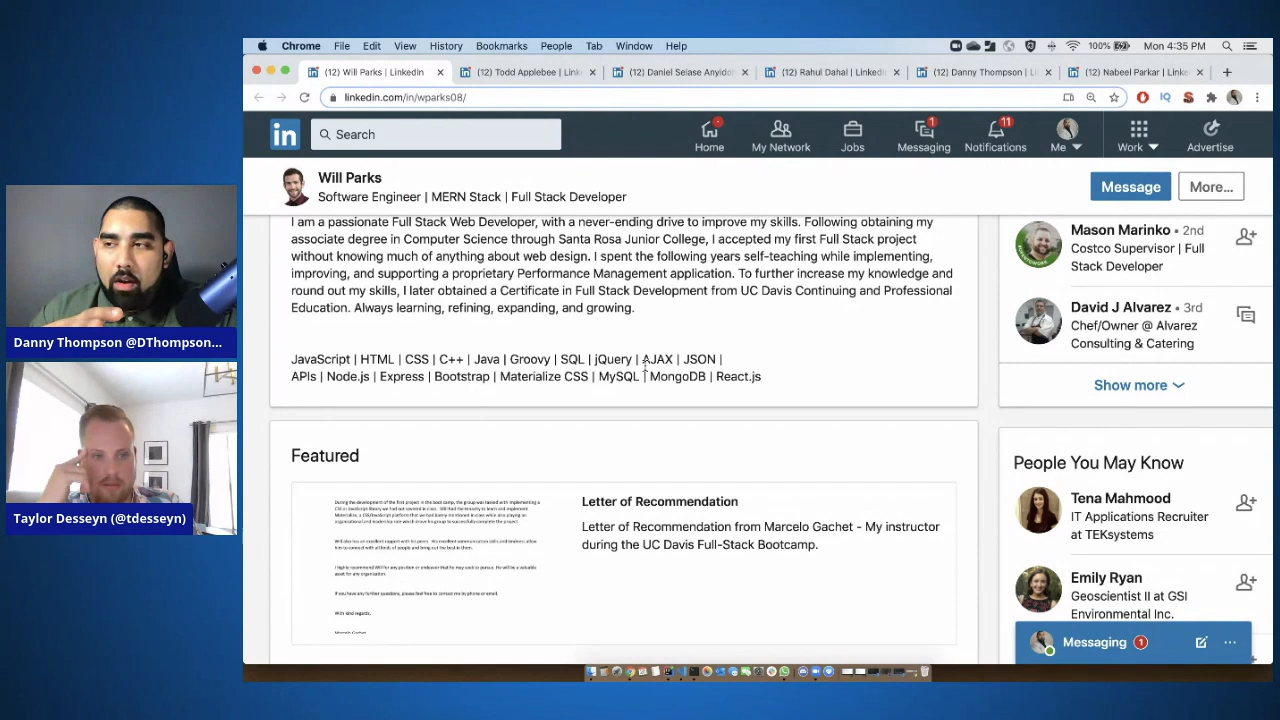 Chrome File Edit View History Bookmarks People Tab Window Help
100% Mon 4:35 PM
(12) Will Parks | LinkedIn
(12) Todd Applebee | Link
(12) Daniel Selase Anyidoh
(12) Rahul Dahal | LinkedIn
(12) Danny Thompson | L
(12) Nabeel Parkar | Linke
linkedin.com/in/wparks08/
in
Search
Home
My Network
Jobs
1
Messaging
11
Notifications
Me
Work
Advertise
Will Parks
Software Engineer | MERN Stack | Full Stack Developer
Message
More...
I am a passionate Full Stack Web Developer, with a never-ending drive to improve my skills. Following obtaining my
associate degree in Computer Science through Santa Rosa Junior College, I accepted my first Full Stack project
without knowing much of anything about web design. I spent the following years self-teaching while implementing,
improving, and supporting a proprietary Performance Management application. To further increase my knowledge and
round out my skills, I later obtained a Certificate in Full Stack Development from UC Davis Continuing and Professional
Education. Always learning, refining, expanding, and growing.
JavaScript | HTML | CSS | C++ | Java | Groovy | SQL | jQuery | AJAX | JSON |
APIs | Node.js | Express | Bootstrap | Materialize CSS | MySQL | MongoDB | React.js
Featured
Letter of Recommendation
Letter of Recommendation from Marcelo Gachet - My instructor
during the UC Davis Full-Stack Bootcamp.
Mason Marinko • 2nd
Costco Supervisor | Full
Stack Developer
David J Alvarez • 3rd
Chef/Owner @ Alvarez
Consulting & Catering
Show more
People You May Know
Tania Mahmood
IT Applications Recruiter
at TEKsystems
Emily Ryan
Geoscientist II at GSI
Environmental Inc.
Messaging 1
Danny Thompson @DThompson...
Taylor Desseyn (@tdesseyn)